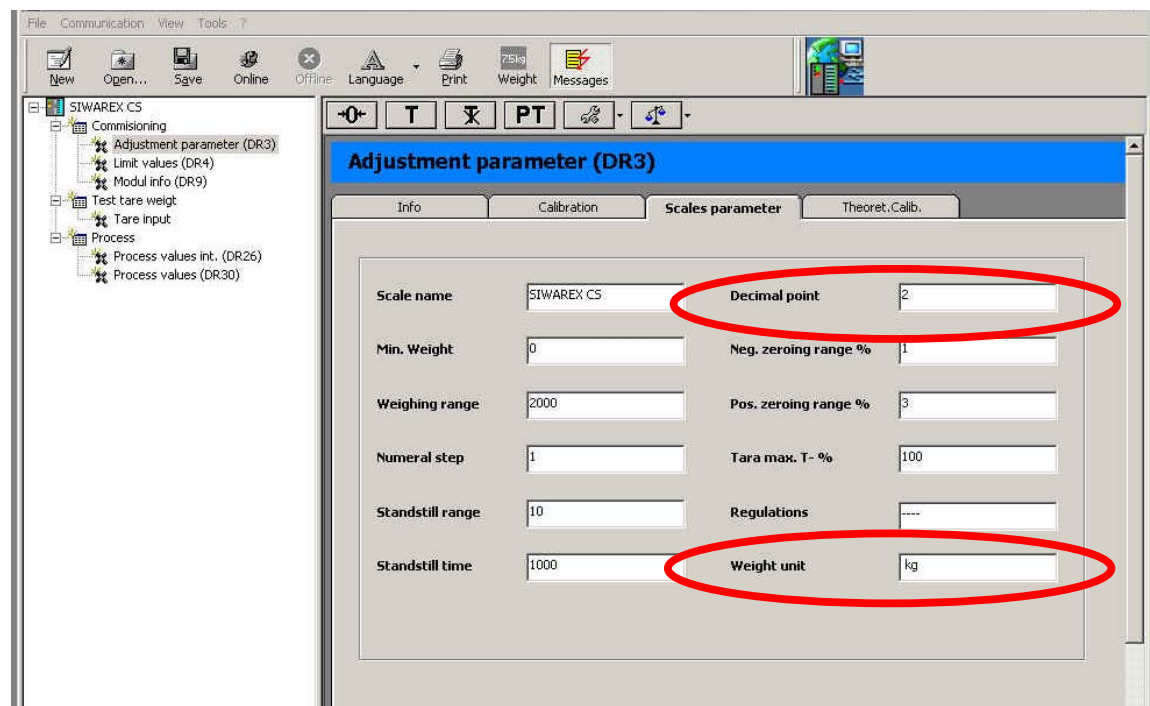 File Communication View Tools ?
New Open... Save Online Offline Language Print 75kg Weight Messages
SIWAREX CS
Commisioning
Adjustment parameter (DR3)
Limit values (DR4)
Modul info (DR9)
Test tare weigt
Tare input
Process
Process values int. (DR26)
Process values (DR30)
→0← T T PT
Adjustment parameter (DR3)
Info Calibration Scales parameter Theoret.Calib.
Scale name SIWAREX CS Decimal point 2
Min. Weight 0 Neg. zeroing range % 1
Weighing range 2000 Pos. zeroing range % 3
Numeral step 1 Tara max. T- % 100
Standstill range 10 Regulations ----
Standstill time 1000 Weight unit kg